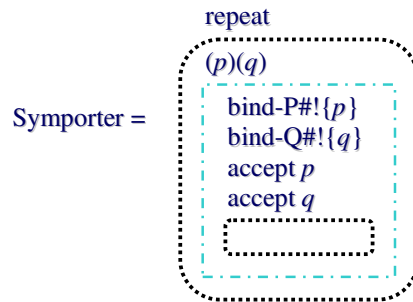 repeat
(p)(q)
Symporter =
bind-P#!{p}
bind-Q#!{q}
accept p
accept q